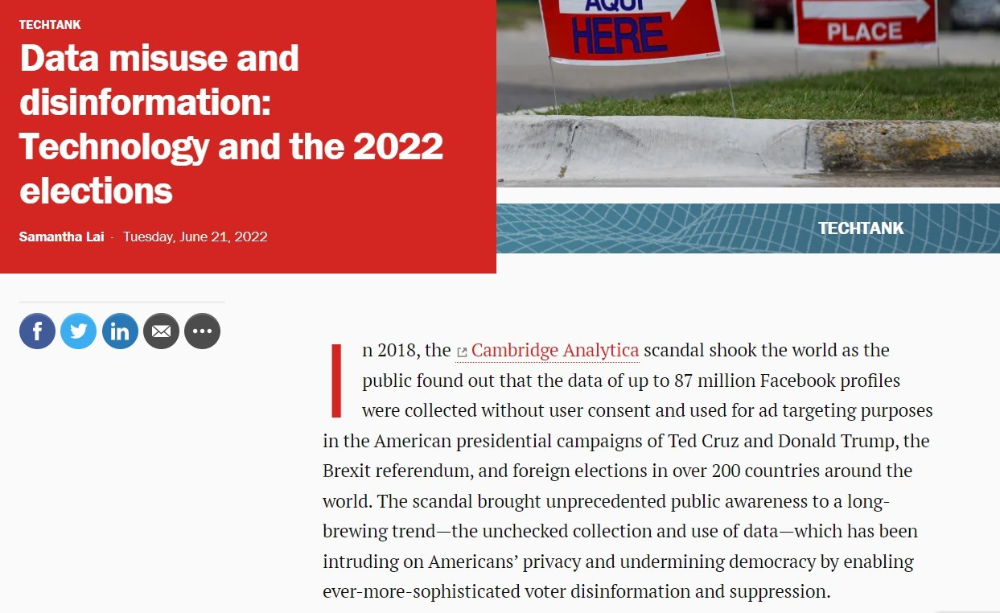 TECHTANK
Data misuse and
disinformation:
Technology and the 2022
elections
Samantha Lai · Tuesday, June 21, 2022
AQUI
HERE
PLACE
TECHTANK
In 2018, the Cambridge Analytica scandal shook the world as the
public found out that the data of up to 87 million Facebook profiles
were collected without user consent and used for ad targeting purposes
in the American presidential campaigns of Ted Cruz and Donald Trump, the
Brexit referendum, and foreign elections in over 200 countries around the
world. The scandal brought unprecedented public awareness to a long-
brewing trend—the unchecked collection and use of data—which has been
intruding on Americans’ privacy and undermining democracy by enabling
ever-more-sophisticated voter disinformation and suppression.